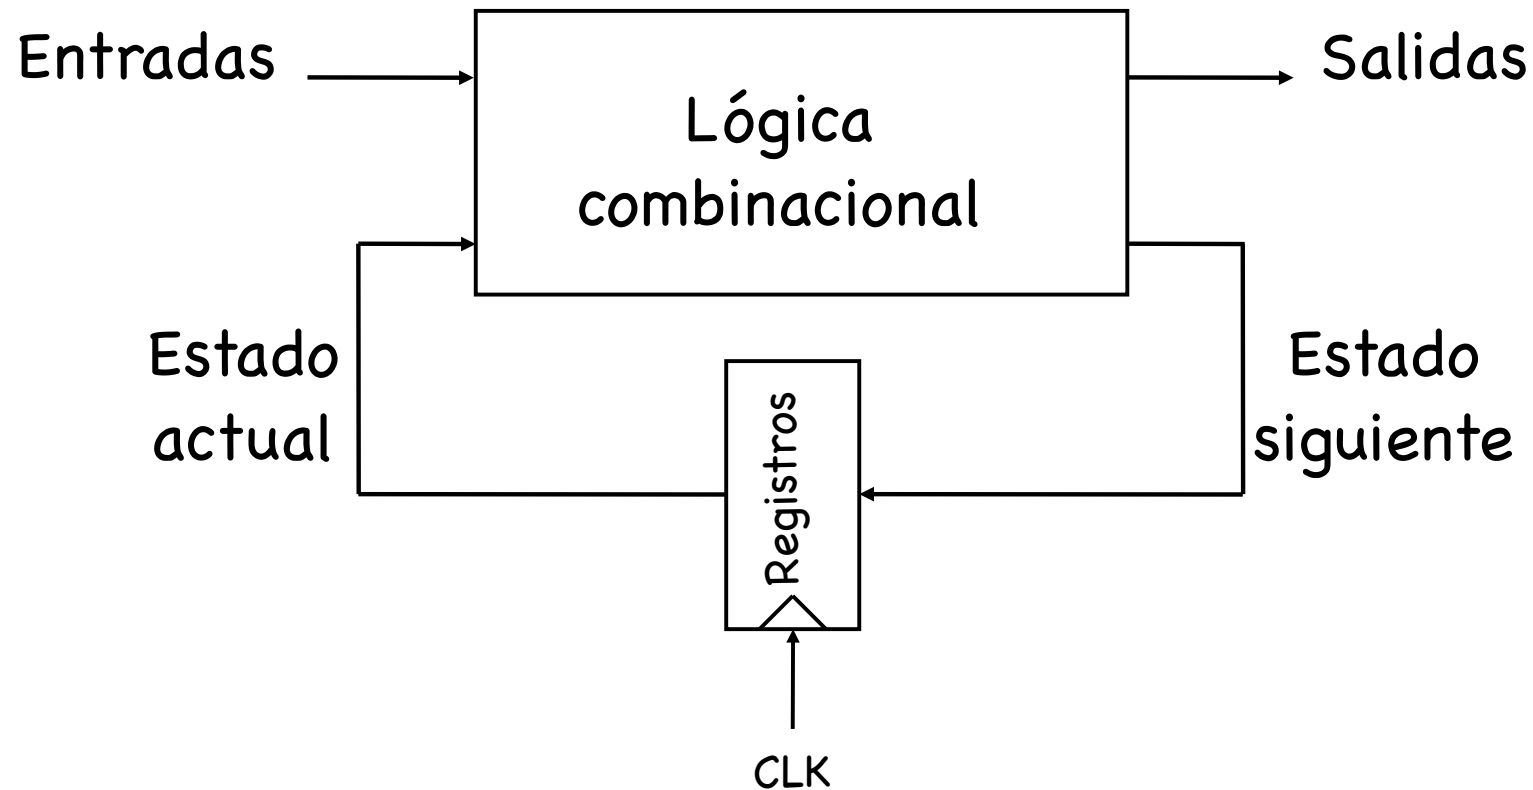 Entradas
Salidas
Lógica
combinacional
Estado
actual
Estado
siguiente
Registros
CLK